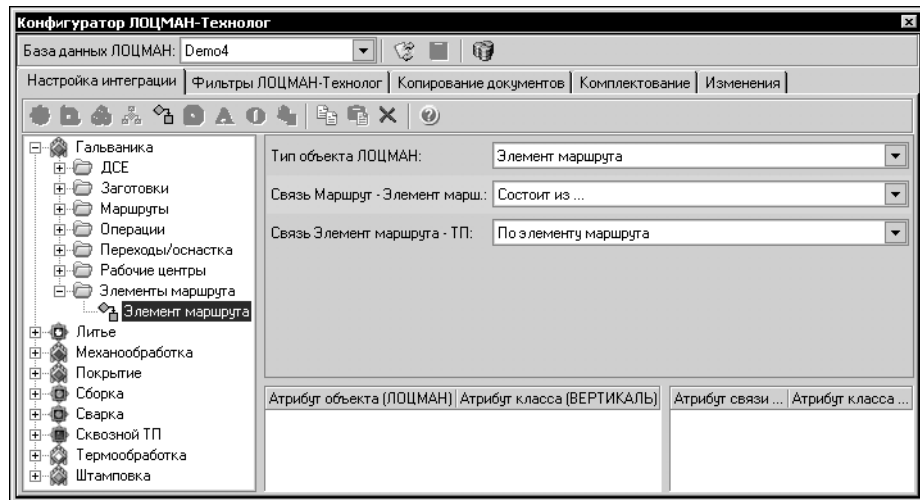 Конфигуратор ЛОЦМАН-Технолог
База данных ЛОЦМАН: Demo4
Настройка интеграции Фильтры ЛОЦМАН-Технолог Копирование документов Комплектование Изменения
Гальваника
ДСЕ
Заготовки
Маршруты
Операции
Переходы/оснастка
Рабочие центры
Элементы маршрута
Элемент маршрута
Литье
Механообработка
Покрытие
Сборка
Сварка
Сквозной ТП
Термообработка
Штамповка
Тип объекта ЛОЦМАН: Элемент маршрута
Связь Маршрут - Элемент марш.: Состоит из ...
Связь Элемент маршрута - ТП: По элементу маршрута
Атрибут объекта (ЛОЦМАН) Атрибут класса (ВЕРТИКАЛЬ) Атрибут связи ... Атрибут класса ...